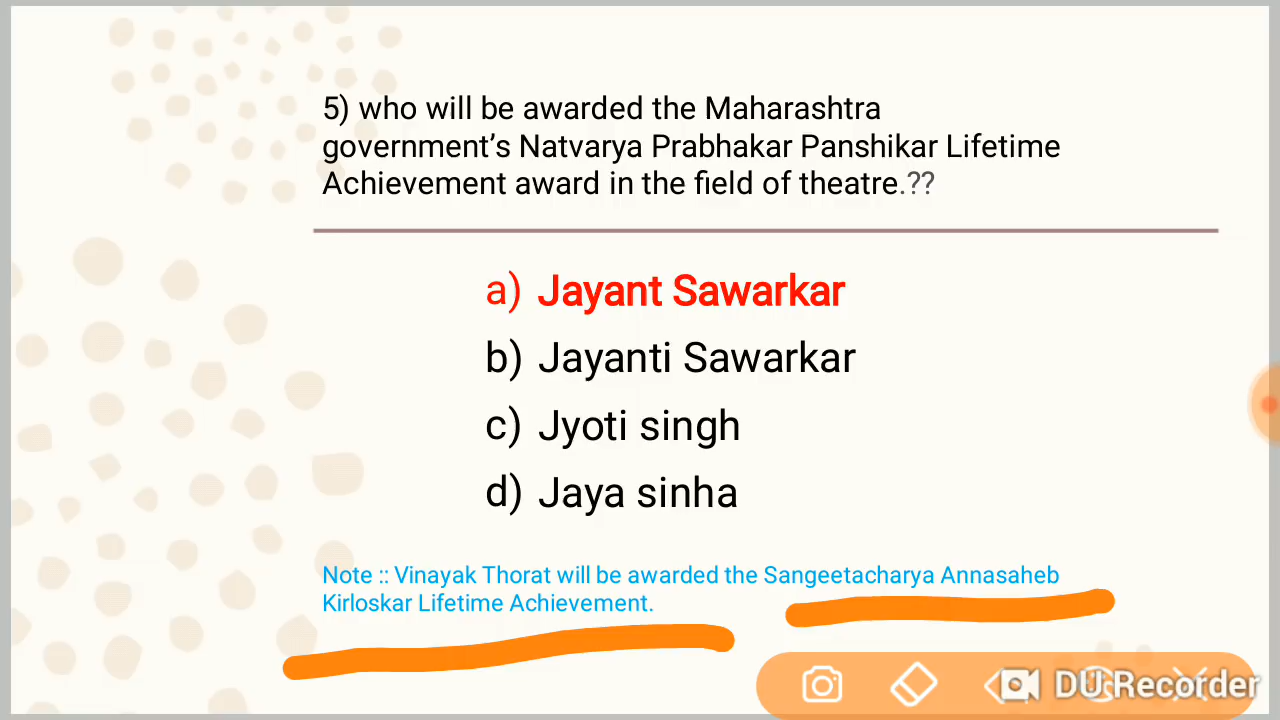 5) who will be awarded the Maharashtra
government’s Natvarya Prabhakar Panshikar Lifetime
Achievement award in the field of theatre.??
a) Jayant Sawarkar
b) Jayanti Sawarkar
c) Jyoti singh
d) Jaya sinha
Note :: Vinayak Thorat will be awarded the Sangeetacharya Annasaheb
Kirloskar Lifetime Achievement.
DU Recorder